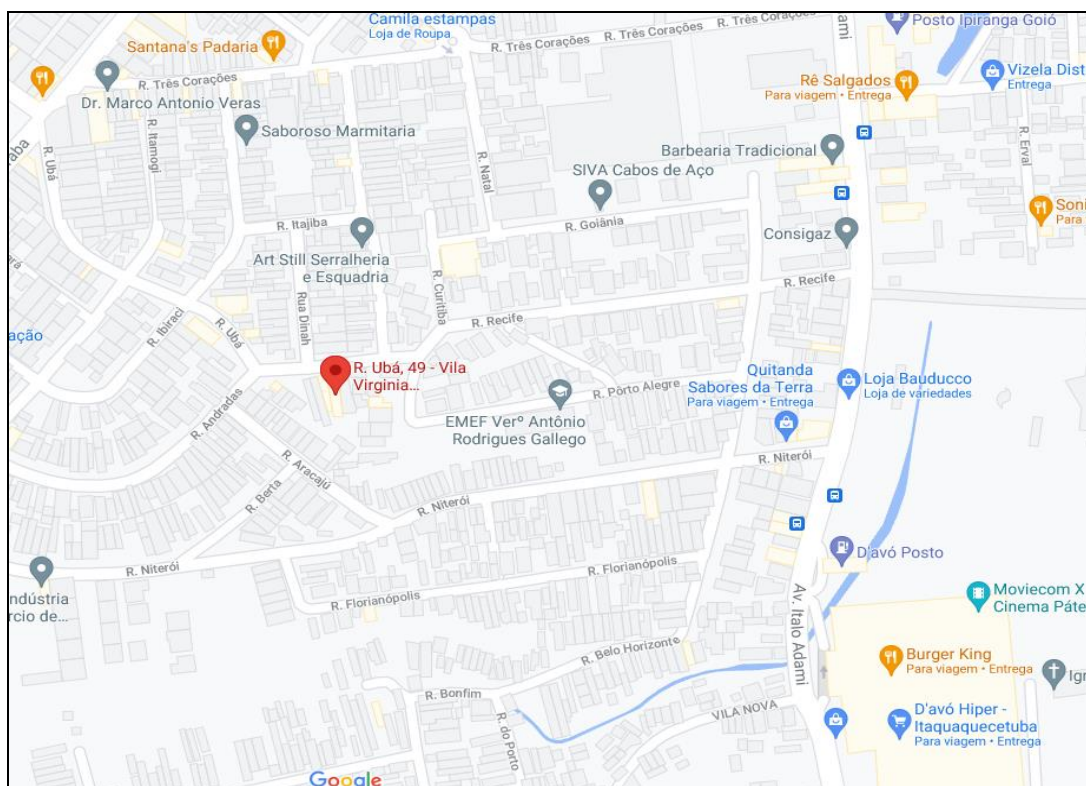 Camila estampas
Loja de Roupa
Posto Ipiranga Goió
R. Três Corações
R. Três Corações
Santana's Padaria
R. Três Corações
Dr. Marco Antonio Veras
Rê Salgados
Para viagem • Entrega
Vizela Dist
Entrega
R. Itamogi
Saboroso Marmitaria
R. Ubá
Barbearia Tradicional
R. Erval
R. Natal
SIVA Cabos de Aço
Soni
Para
R. Itajiba
R. Goiânia
Consigaz
Art Still Serralheria
e Esquadria
R. Curitiba
R. Recife
Rua Dinah
R. Ibiraci
R. Recife
ação
R. Ubá
R. Ubá, 49 - Vila
Virginia...
Quitanda
Sabores da Terra
Para viagem • Entrega
Loja Bauducco
Loja de variedades
R. Pôrto Alegre
R. Andradas
EMEF Verº Antônio
Rodrigues Gallego
R. Aracajú
R. Niterói
R. Berta
R. Niterói
D'avó Posto
R. Niterói
R. Florianópolis
ndústria
rcio de...
R. Florianópolis
Av. Italo Adami
Moviecom X
Cinema Páte
R. Belo Horizonte
Burger King
Para viagem • Entrega
Igr
R. Bonfim
R. do Porto
VILA NOVA
D'avó Hiper -
Itaquaquecetuba
Para viagem • Entrega
Google